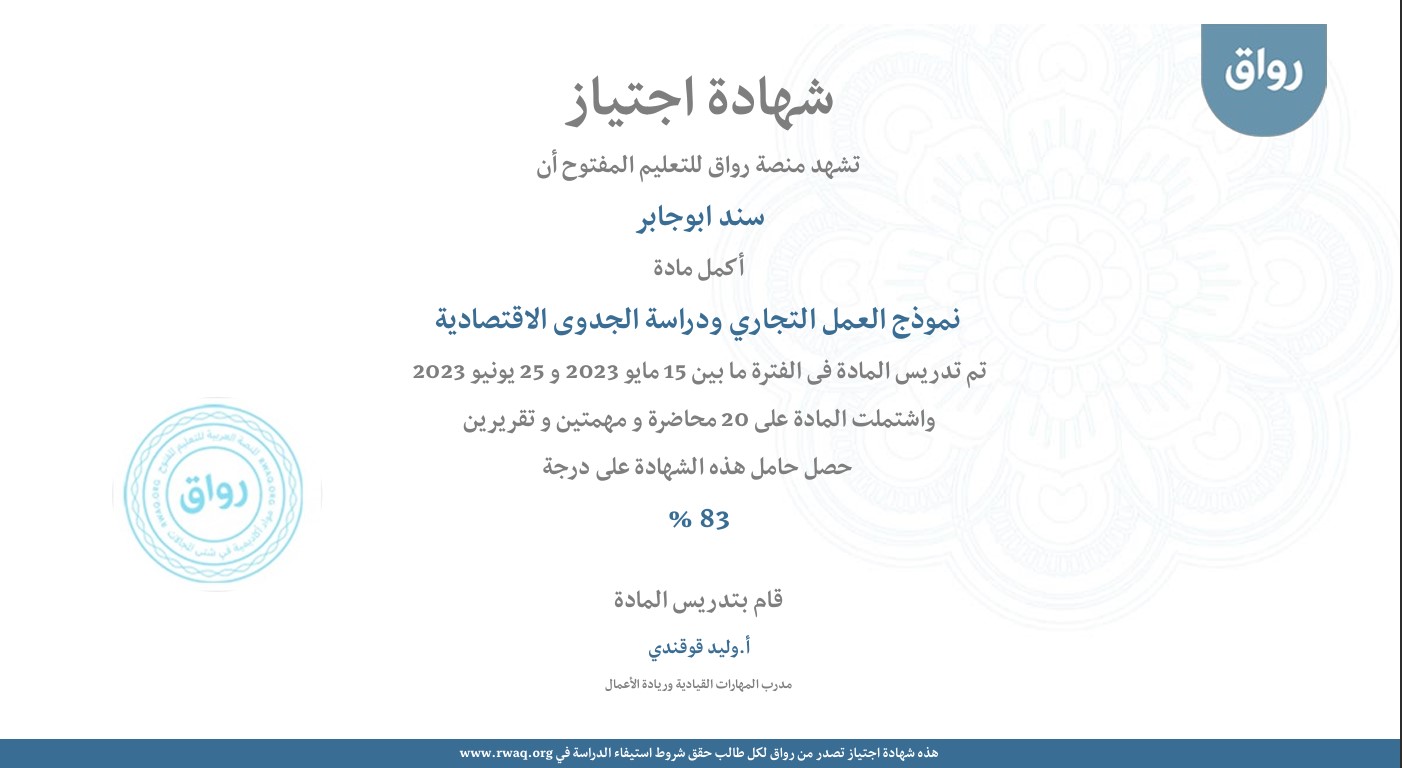 رواق
شهادة اجتياز
تشهد منصة رواق للتعليم المفتوح أن
سند ابوجابر
أكمل مادة
نموذج العمل التجاري ودراسة الجدوى الاقتصادية
تم تدريس المادة فى الفترة ما بين 15 مايو 2023 و 25 يونيو 2023
واشتملت المادة على 20 محاضرة و مهمتين و تقريرين
حصل حامل هذه الشهادة على درجة
83 %
المنصة العربية للتعليم المفتوح
RWAQ.ORG
رواق
RWAQ.ORG
مواد أكاديمية في شتى المجالات
قام بتدريس المادة
أ.وليد قوقندي
مدرب المهارات القيادية وريادة الأعمال
هذه شهادة اجتياز تصدر من رواق لكل طالب حقق شروط استيفاء الدراسة في www.rwaq.org